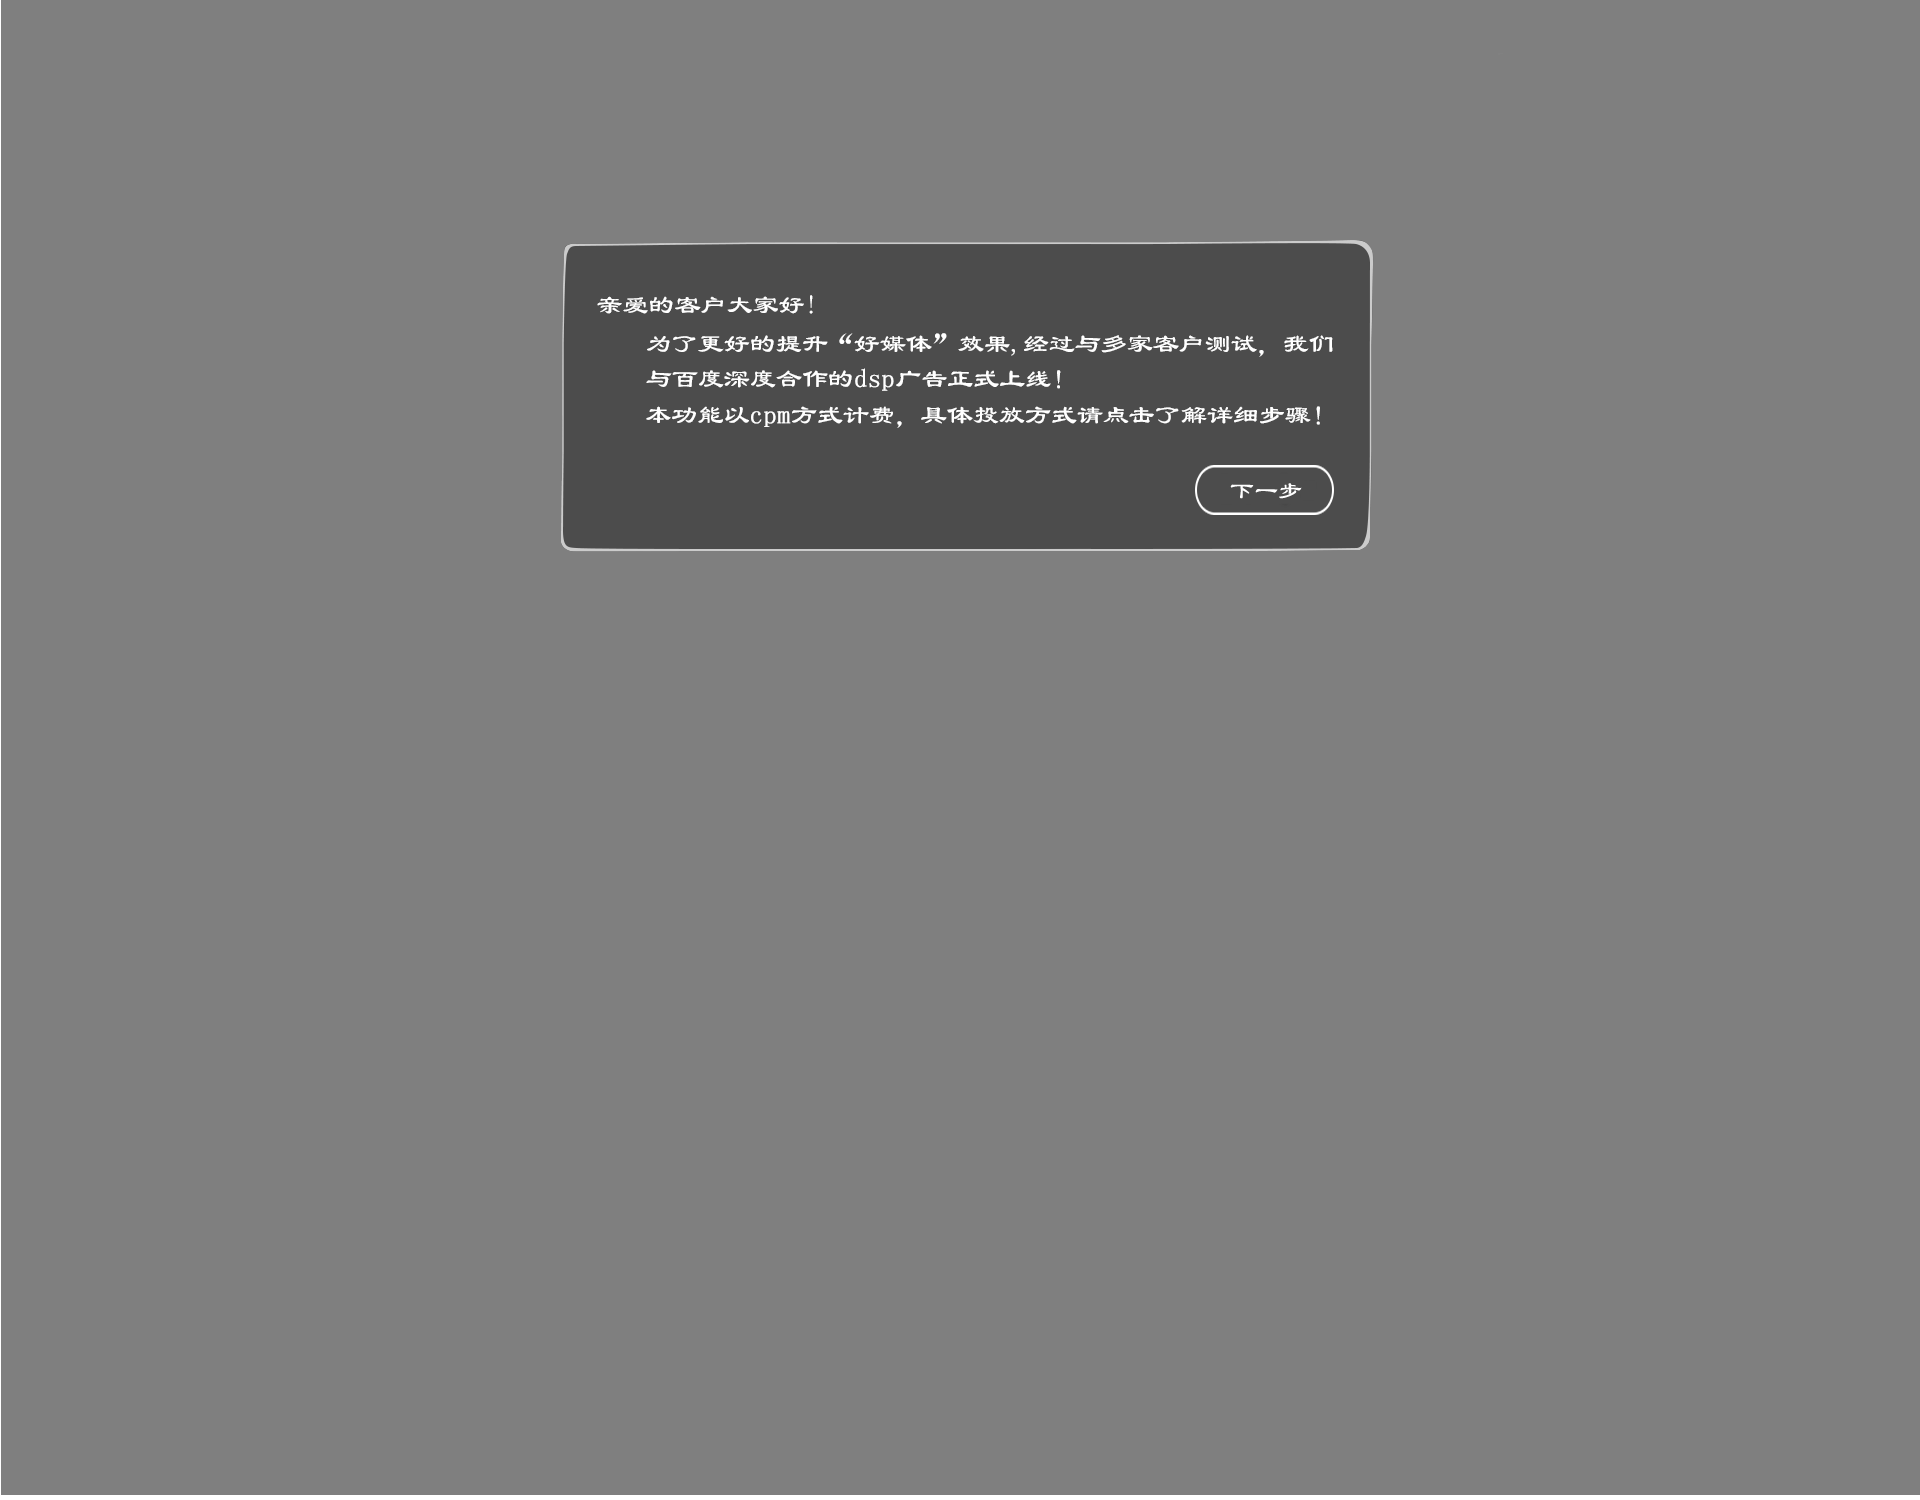 亲爱的客户大家好！
为了更好的提升“好媒体”效果,经过与多家客户测试，我们
与百度深度合作的dsp广告正式上线！
本功能以cpm方式计费，具体投放方式请点击了解详细步骤！
下一步